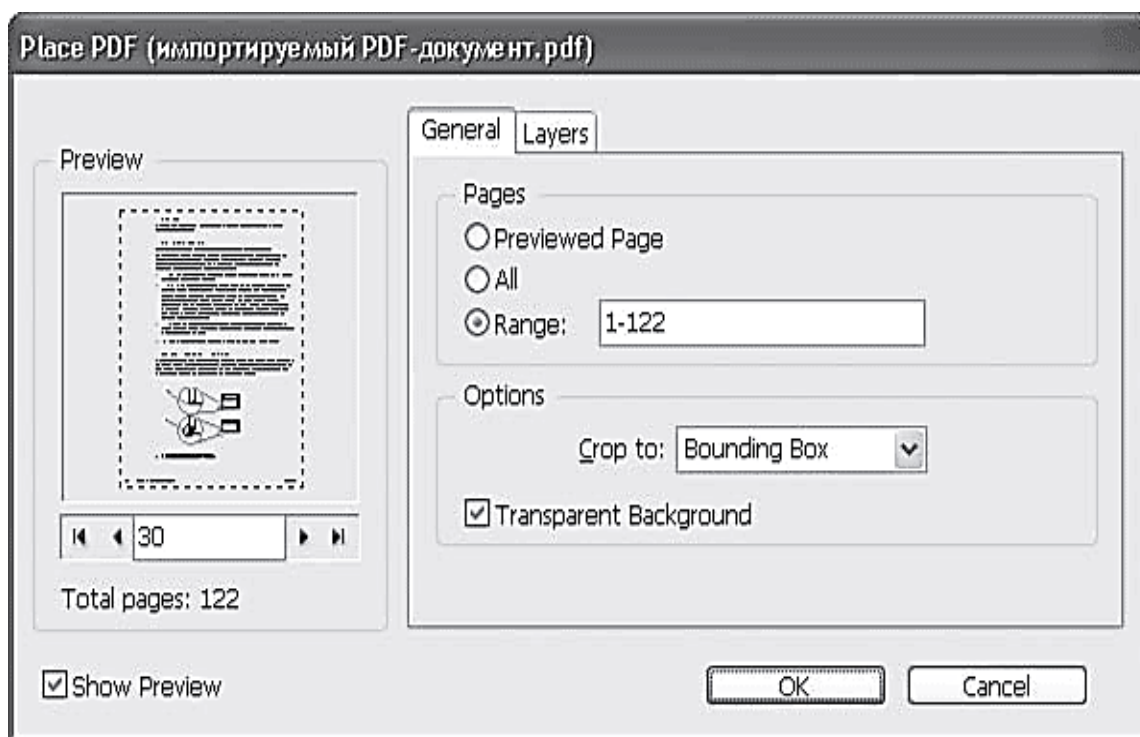 Place PDF (импортируемый PDF-документ.pdf)
Preview
30
Total pages: 122
Show Preview
General
Layers
Pages
Previewed Page
All
Range: 1-122
Options
Crop to: Bounding Box
Transparent Background
OK
Cancel